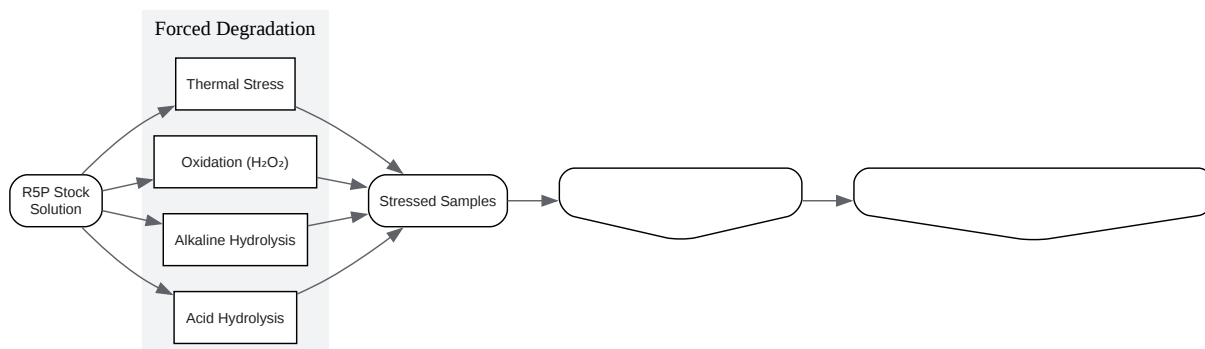 Forced Degradation
Thermal Stress
Oxidation (H₂O₂)
R5P Stock
Solution
Stressed Samples
Alkaline Hydrolysis
Acid Hydrolysis